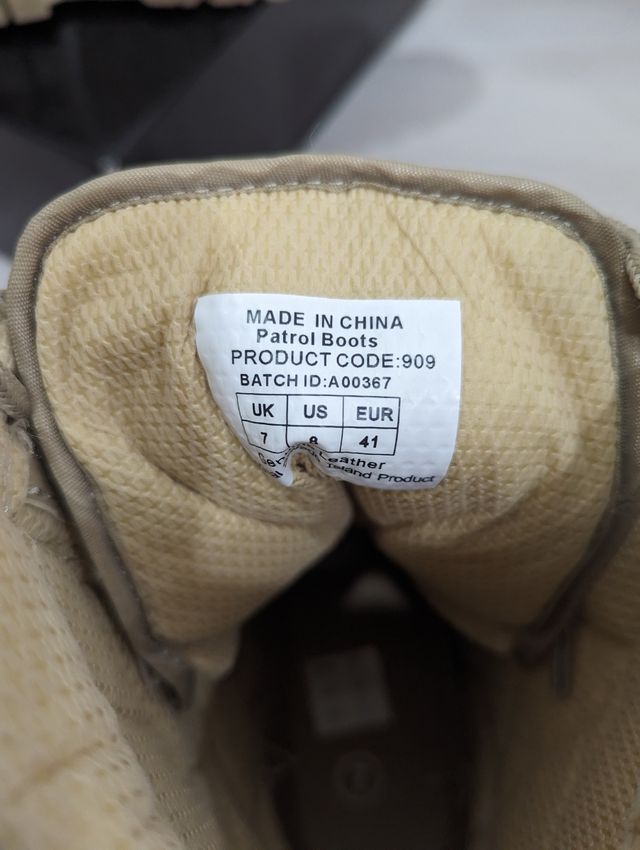 MADE IN CHINA
Patrol Boots
PRODUCT CODE:909
BATCH ID:A00367
UK US EUR
7 8 41
Leather
Island Product